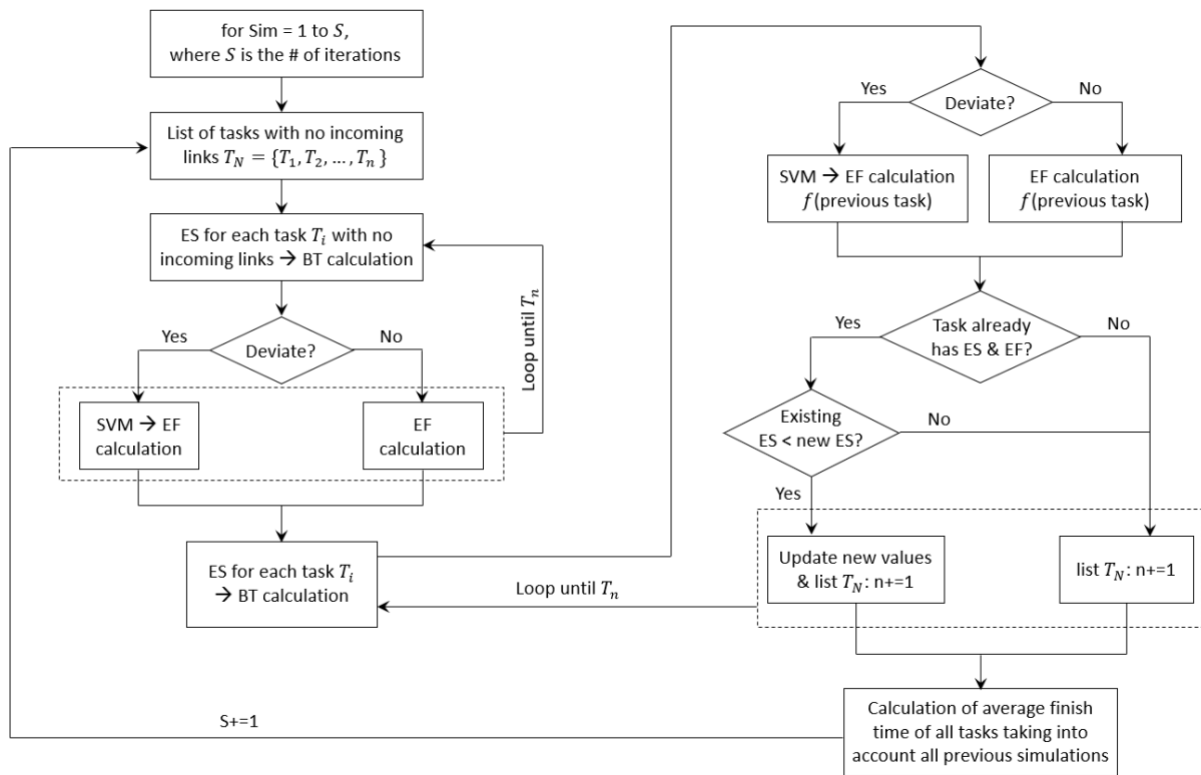 for Sim = 1 to S,
where S is the # of iterations
List of tasks with no incoming
links T_N = {T_1, T_2, … , T_n }
ES for each task T_i with no
incoming links → BT calculation
Yes
Deviate?
No
SVM → EF
calculation
EF
calculation
Loop until T_n
ES for each task T_i
→ BT calculation
Yes
Deviate?
No
SVM → EF calculation
f(previous task)
EF calculation
f(previous task)
Yes
Task already
has ES & EF?
No
Existing
ES < new ES?
No
Yes
Update new values
& list T_N: n+=1
list T_N: n+=1
Loop until T_n
Calculation of average finish
time of all tasks taking into
account all previous simulations
S+=1